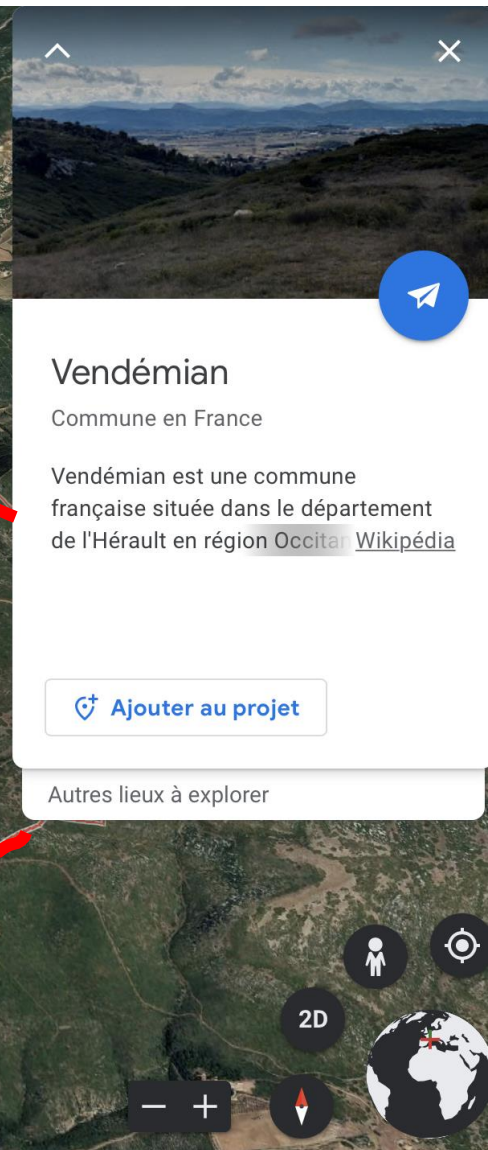 Vendémian
Commune en France
Vendémian est une commune
française située dans le département
de l'Hérault en région Occitan Wikipédia
Ajouter au projet
Autres lieux à explorer
2D